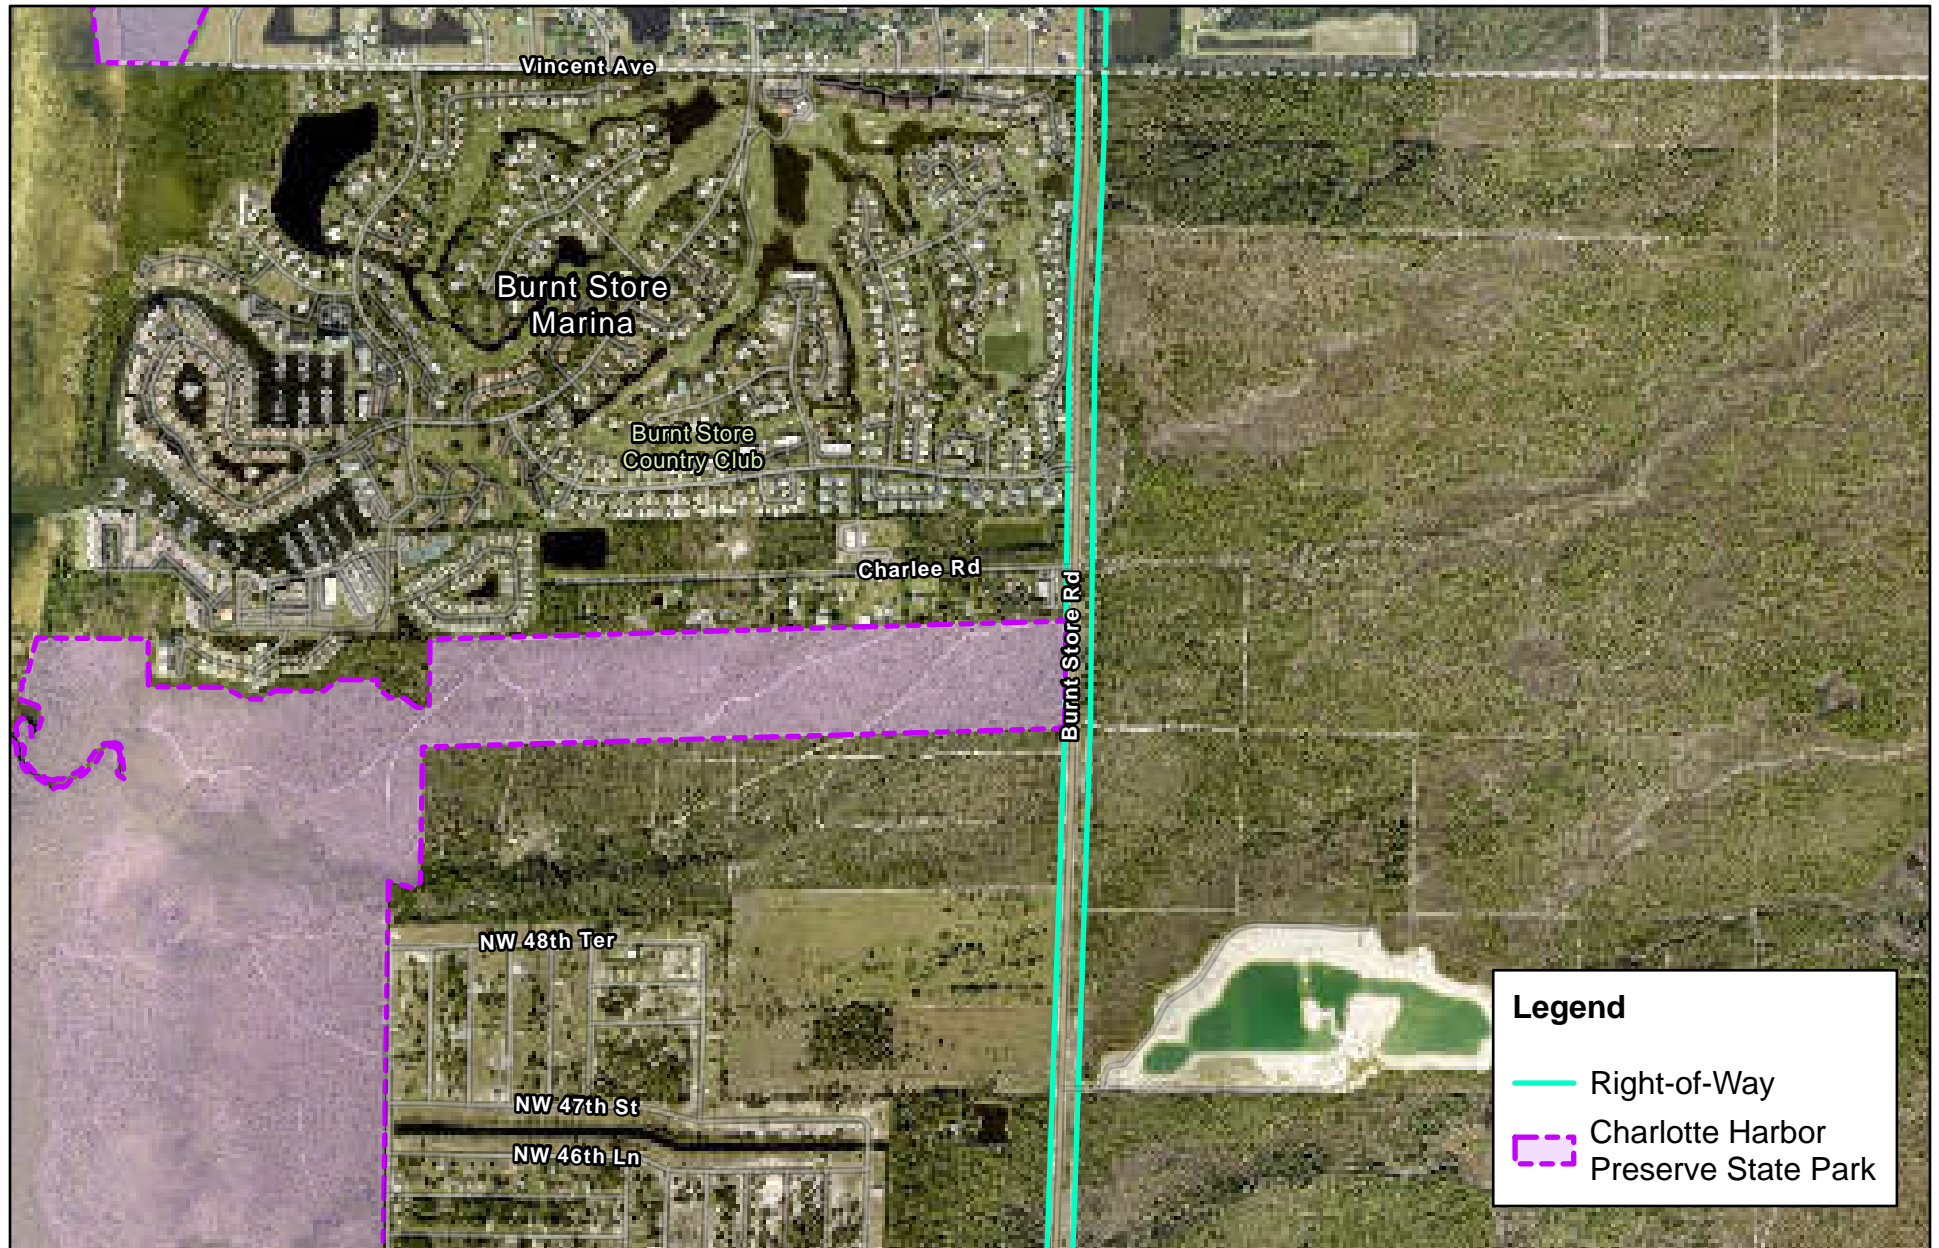 Vincent Ave
Burnt Store
Marina
Burnt Store
Country Club
Charlee Rd
Burnt Store Rd
NW 48th Ter
NW 47th St
NW 46th Ln
Legend
Right-of-Way
Charlotte Harbor
Preserve State Park